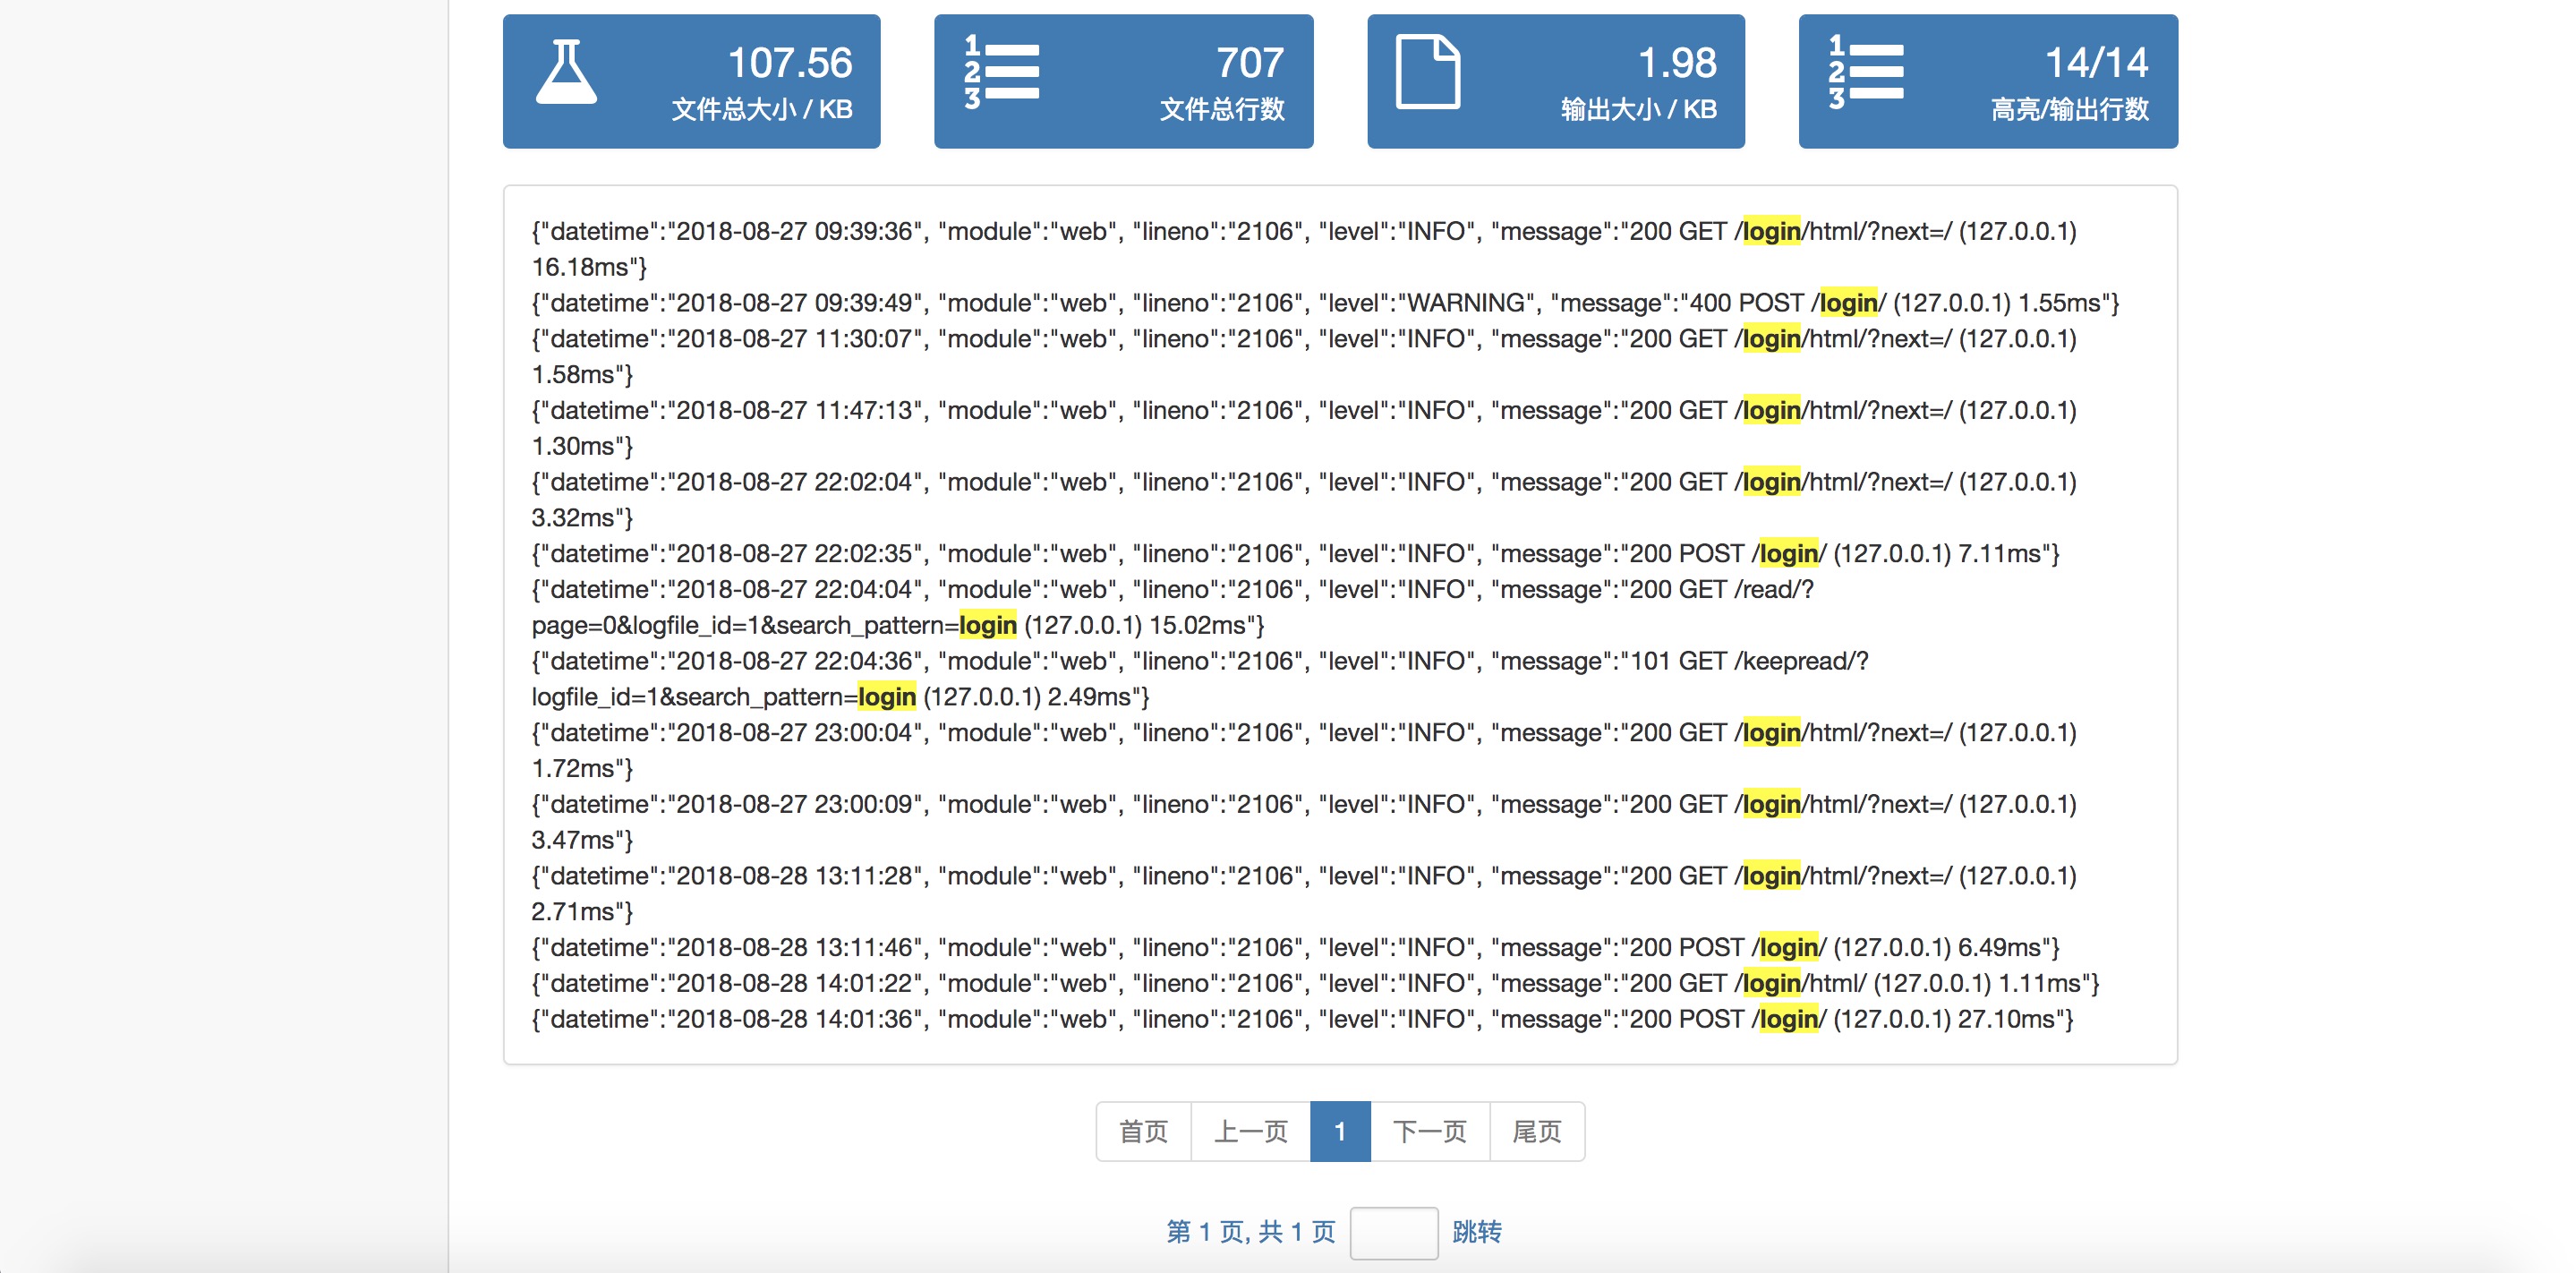 107.56
文件总大小 / KB
707
文件总行数
1.98
输出大小 / KB
14/14
高亮/输出行数
{"datetime":"2018-08-27 09:39:36", "module":"web", "lineno":"2106", "level":"INFO", "message":"200 GET /login/html/?next=/ (127.0.0.1)
16.18ms"}
{"datetime":"2018-08-27 09:39:49", "module":"web", "lineno":"2106", "level":"WARNING", "message":"400 POST /login/ (127.0.0.1) 1.55ms"}
{"datetime":"2018-08-27 11:30:07", "module":"web", "lineno":"2106", "level":"INFO", "message":"200 GET /login/html/?next=/ (127.0.0.1)
1.58ms"}
{"datetime":"2018-08-27 11:47:13", "module":"web", "lineno":"2106", "level":"INFO", "message":"200 GET /login/html/?next=/ (127.0.0.1)
1.30ms"}
{"datetime":"2018-08-27 22:02:04", "module":"web", "lineno":"2106", "level":"INFO", "message":"200 GET /login/html/?next=/ (127.0.0.1)
3.32ms"}
{"datetime":"2018-08-27 22:02:35", "module":"web", "lineno":"2106", "level":"INFO", "message":"200 POST /login/ (127.0.0.1) 7.11ms"}
{"datetime":"2018-08-27 22:04:04", "module":"web", "lineno":"2106", "level":"INFO", "message":"200 GET /read/?
page=0&logfile_id=1&search_pattern=login (127.0.0.1) 15.02ms"}
{"datetime":"2018-08-27 22:04:36", "module":"web", "lineno":"2106", "level":"INFO", "message":"101 GET /keepread/?
logfile_id=1&search_pattern=login (127.0.0.1) 2.49ms"}
{"datetime":"2018-08-27 23:00:04", "module":"web", "lineno":"2106", "level":"INFO", "message":"200 GET /login/html/?next=/ (127.0.0.1)
1.72ms"}
{"datetime":"2018-08-27 23:00:09", "module":"web", "lineno":"2106", "level":"INFO", "message":"200 GET /login/html/?next=/ (127.0.0.1)
3.47ms"}
{"datetime":"2018-08-28 13:11:28", "module":"web", "lineno":"2106", "level":"INFO", "message":"200 GET /login/html/?next=/ (127.0.0.1)
2.71ms"}
{"datetime":"2018-08-28 13:11:46", "module":"web", "lineno":"2106", "level":"INFO", "message":"200 POST /login/ (127.0.0.1) 6.49ms"}
{"datetime":"2018-08-28 14:01:22", "module":"web", "lineno":"2106", "level":"INFO", "message":"200 GET /login/html/ (127.0.0.1) 1.11ms"}
{"datetime":"2018-08-28 14:01:36", "module":"web", "lineno":"2106", "level":"INFO", "message":"200 POST /login/ (127.0.0.1) 27.10ms"}
首页 上一页 1 下一页 尾页
第 1 页, 共 1 页 跳转